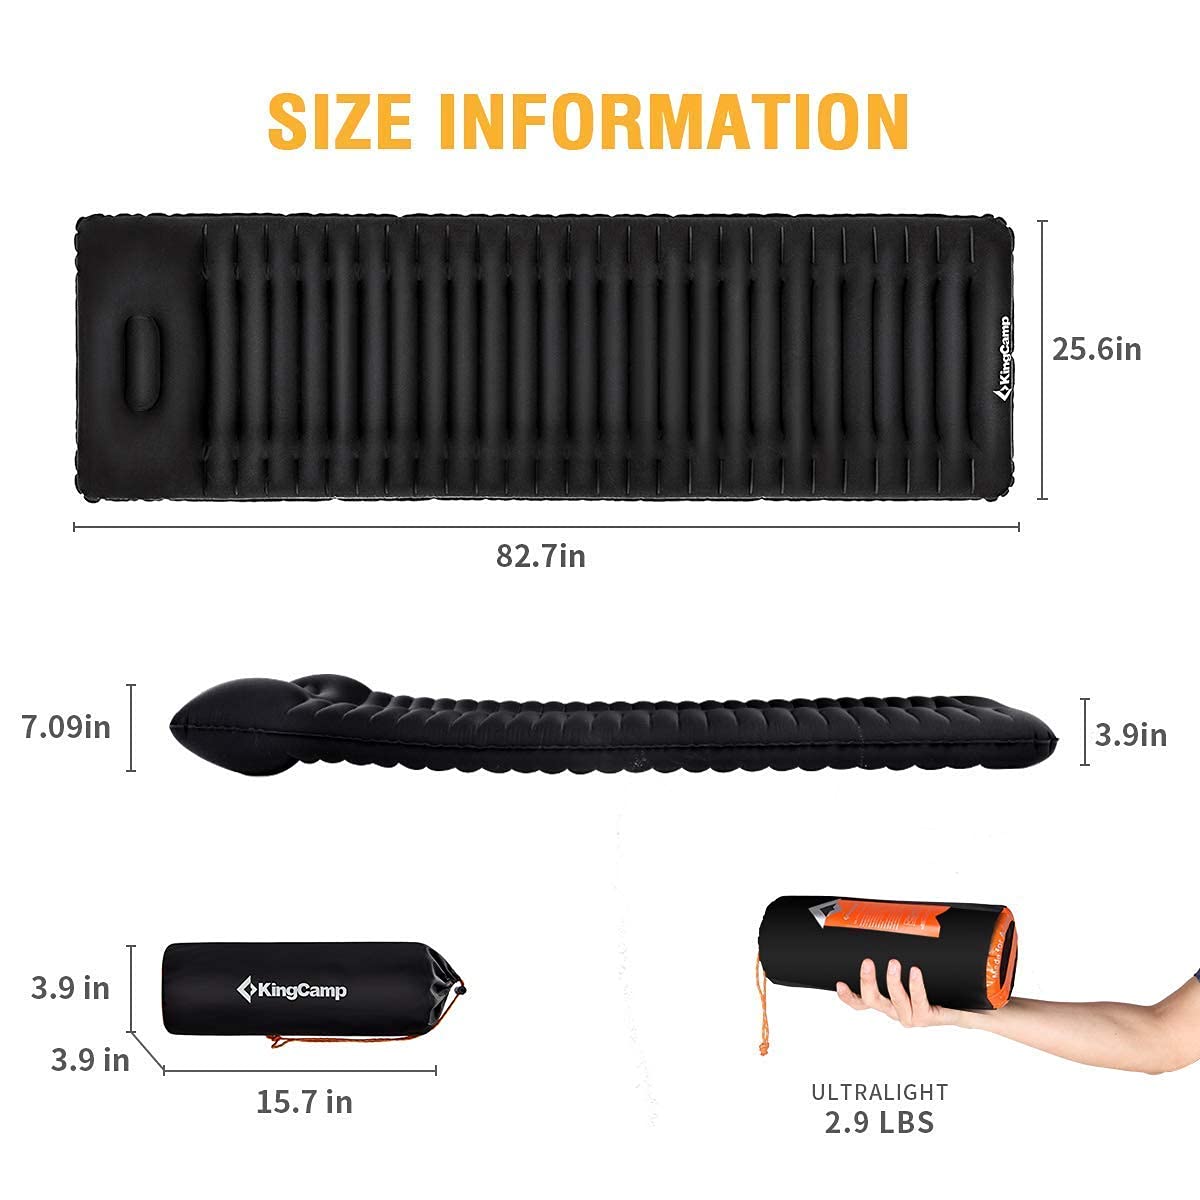 SIZE INFORMATION
KingCamp
25.6in
82.7in
7.09in
3.9in
3.9 in
KingCamp
3.9 in
15.7 in
ULTRALIGHT
2.9 LBS